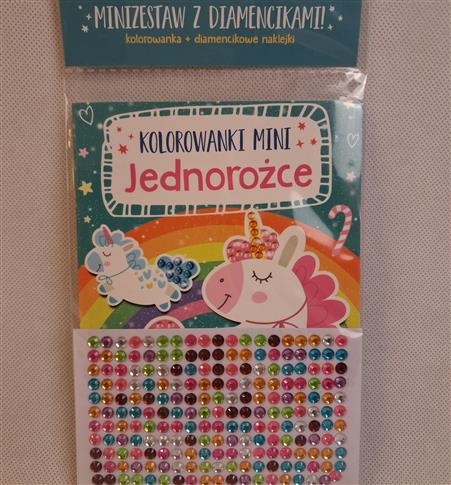 MINIZESTAW Z DIAMENCIKAMI!
kolorowanka + diamencikowe naklejki
KOLOROWANKI MINI
Jednorożce